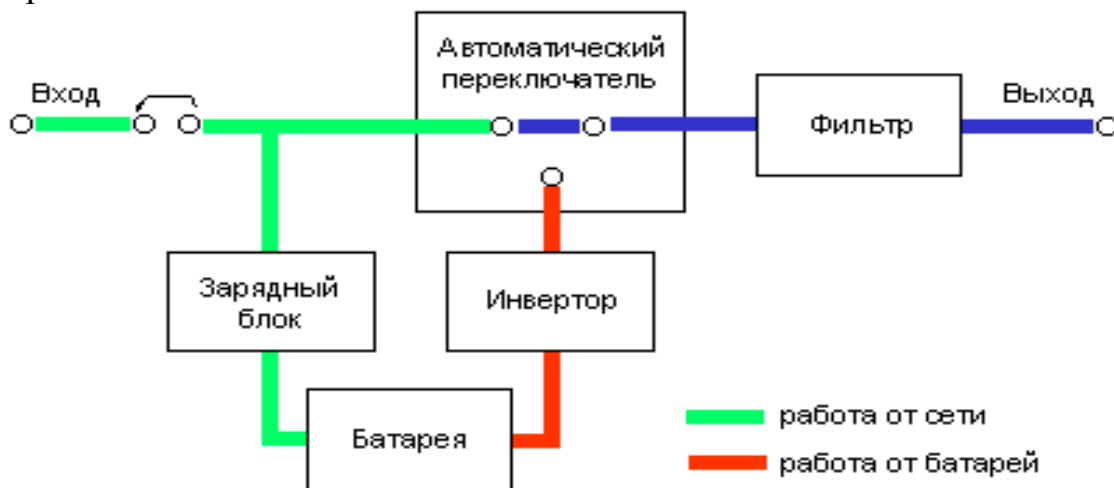 Автоматический
переключатель
Вход
Выход
Фильтр
Зарядный
блок
Инвертор
Батарея
работа от сети
работа от батарей